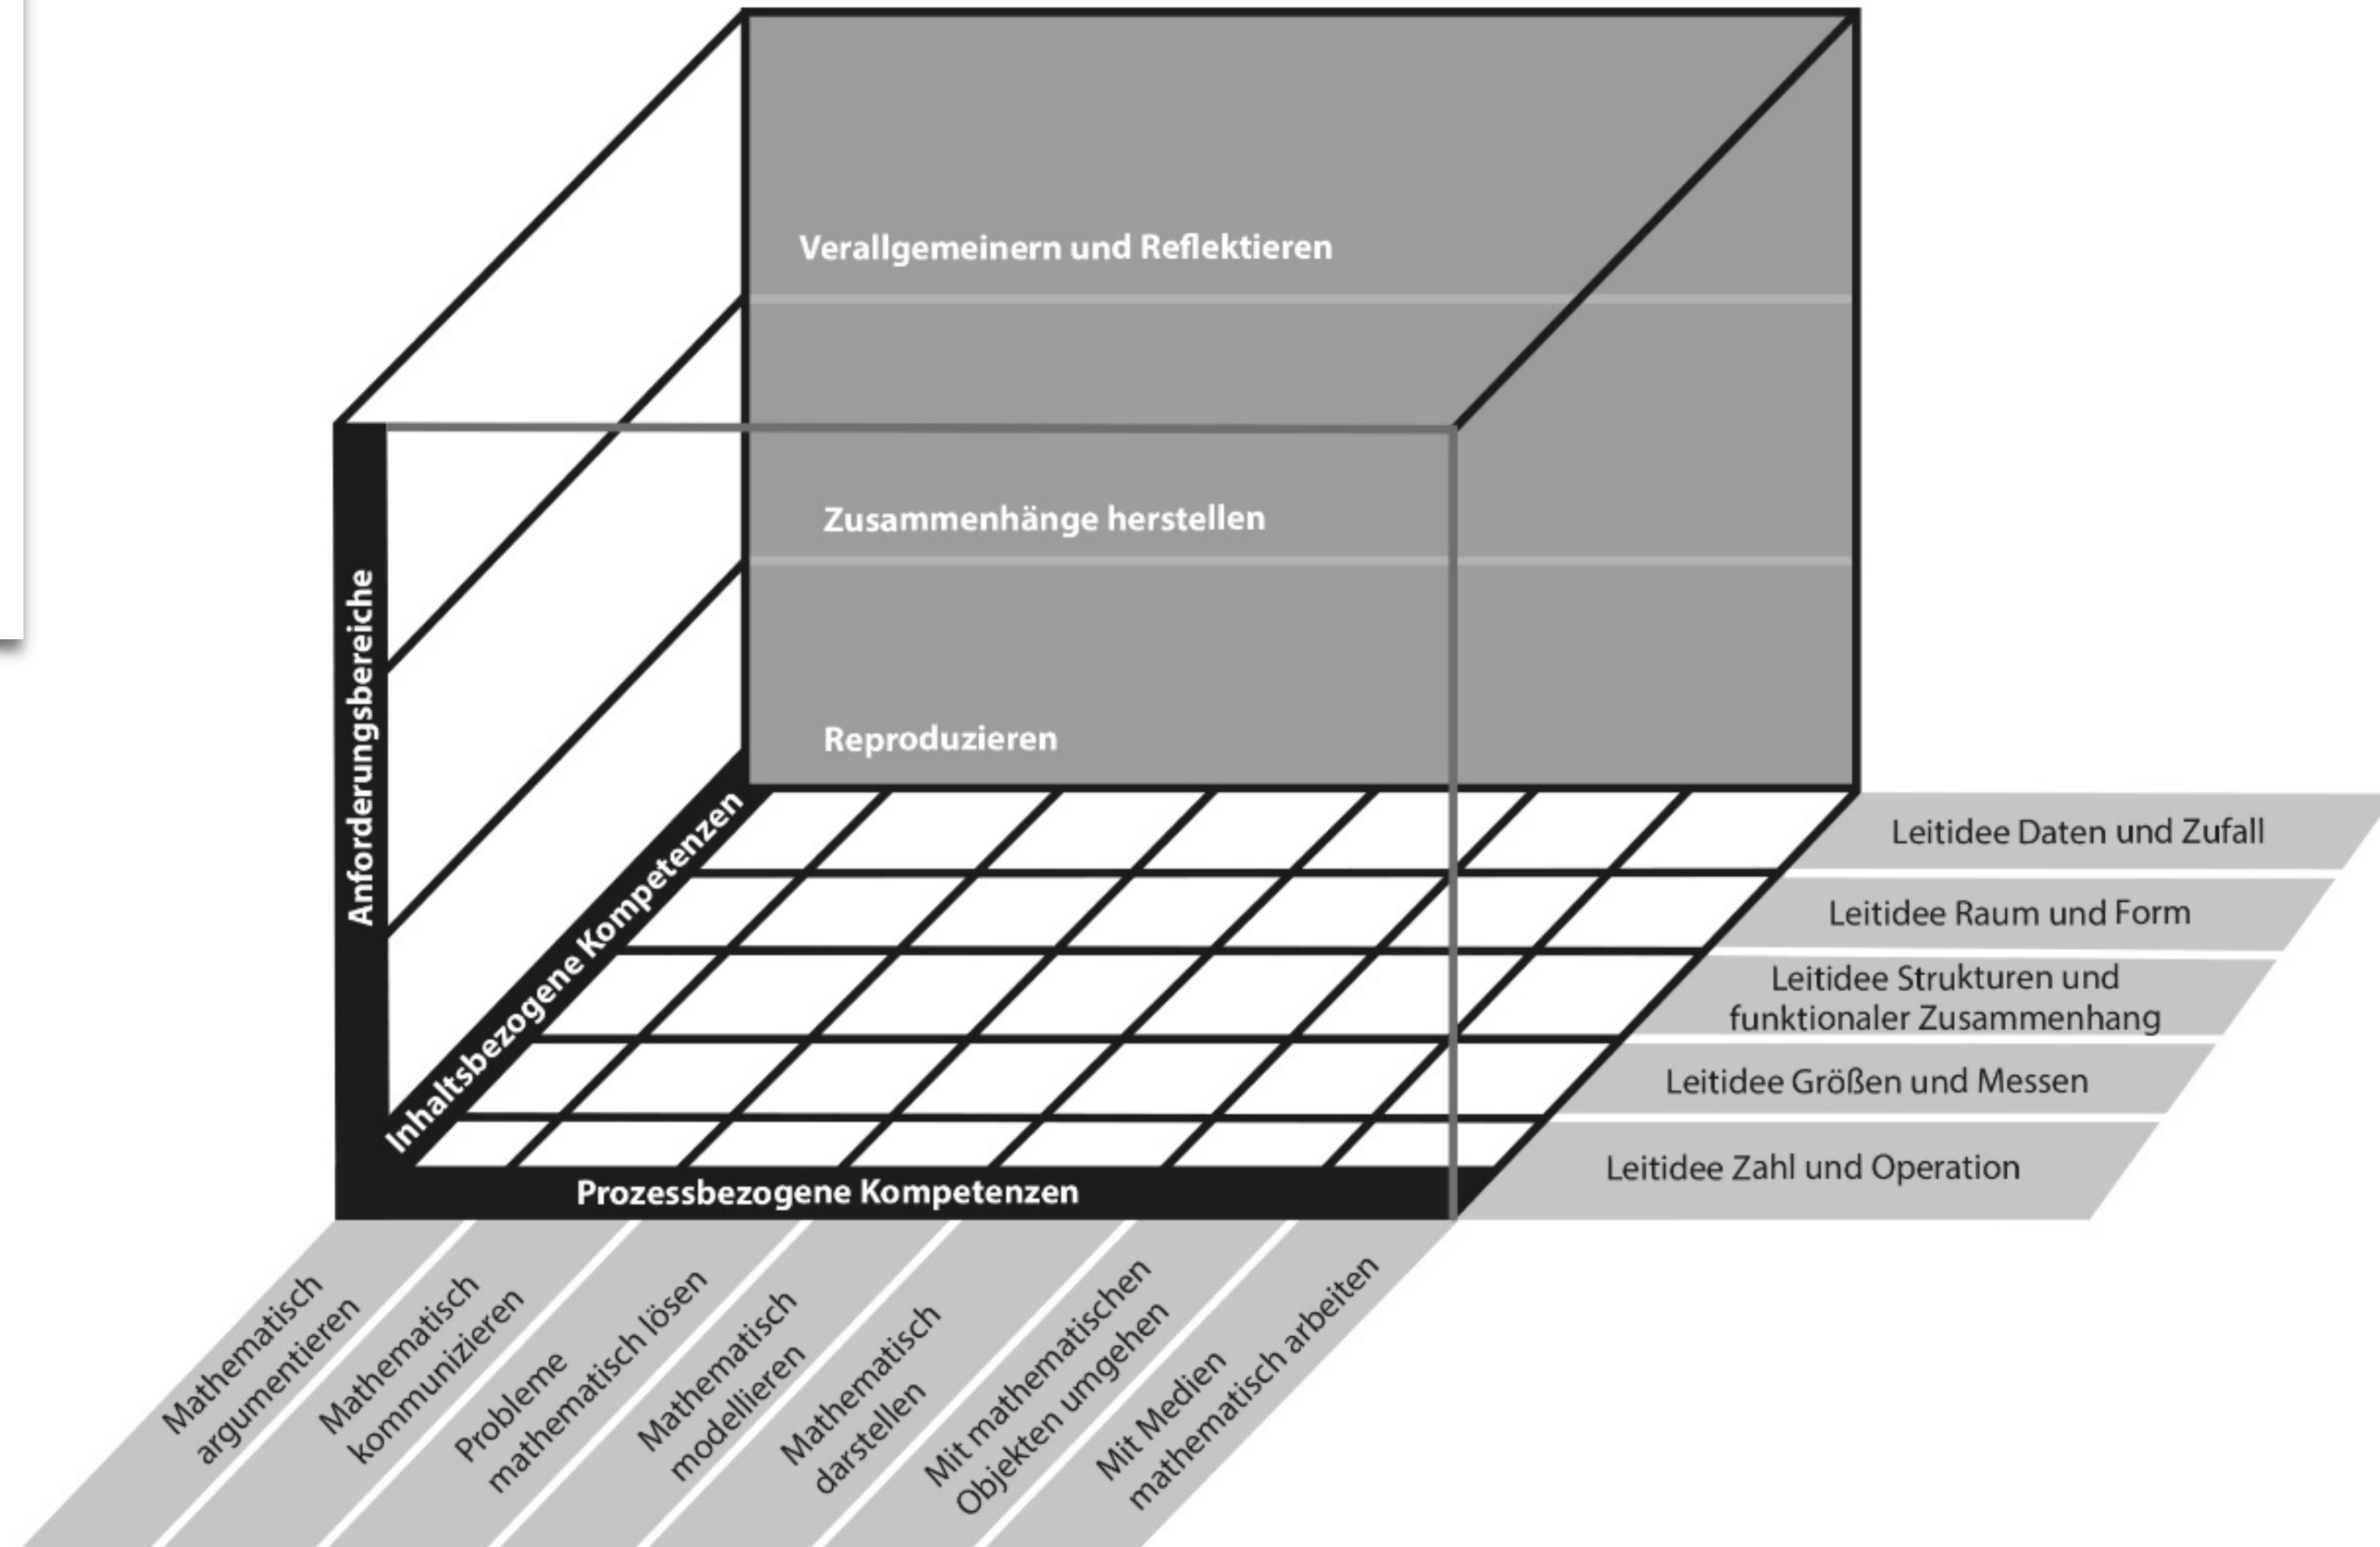 Verallgemeinern und Reflektieren
Zusammenhänge herstellen
Reproduzieren
Anforderungsbereiche
Inhaltsbezogene Kompetenzen
Prozessbezogene Kompetenzen
Leitidee Daten und Zufall
Leitidee Raum und Form
Leitidee Strukturen und
funktionaler Zusammenhang
Leitidee Größen und Messen
Leitidee Zahl und Operation
Mathematisch
argumentieren
Mathematisch
kommunizieren
Probleme
mathematisch lösen
Mathematisch
modellieren
Mathematisch
darstellen
Mit mathematischen
Objekten umgehen
Mit Medien
mathematisch arbeiten